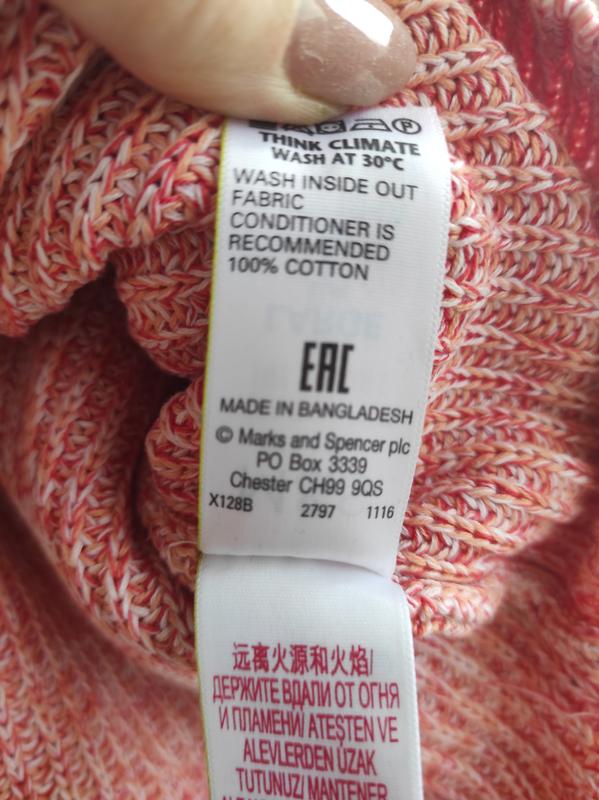 THINK CLIMATE
WASH AT 30°C
WASH INSIDE OUT
FABRIC
CONDITIONER IS
RECOMMENDED
100% COTTON
LARGE
EAC
MADE IN BANGLADESH
© Marks and Spencer plc
PO Box 3339
Chester CH99 9QS
X128B 2797 1116
远离火源和火焰/
ДЕРЖИТЕ ВДАЛИ ОТ ОГНЯ
И ПЛАМЕНИ/ ATEŞTEN VE
ALEVLERDEN UZAK
TUTUNUZ/ MANTENER